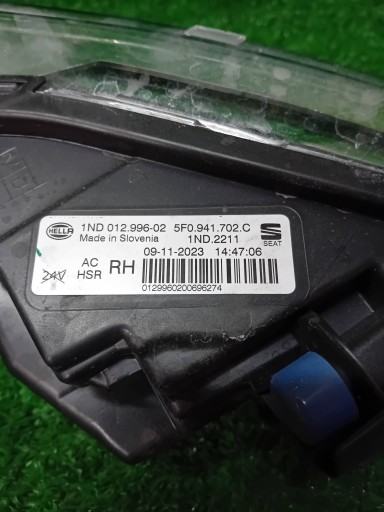 HELLA
1ND 012.996-02 5F0.941.702.C
Made in Slovenia 1ND.2211
SEAT
AC RH 09-11-2023 14:47:06
24V HSR
0129960200696274